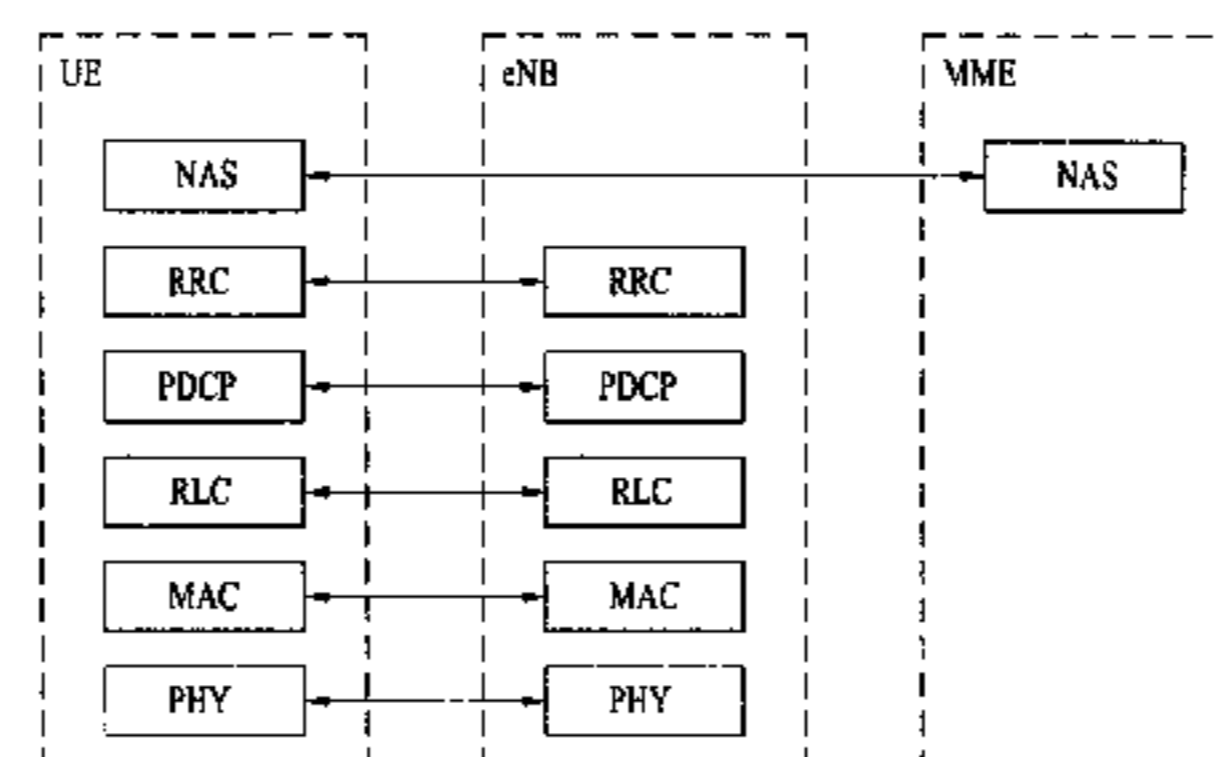 UE eNB MME
NAS NAS
RRC RRC
PDCP PDCP
RLC RLC
MAC MAC
PHY PHY